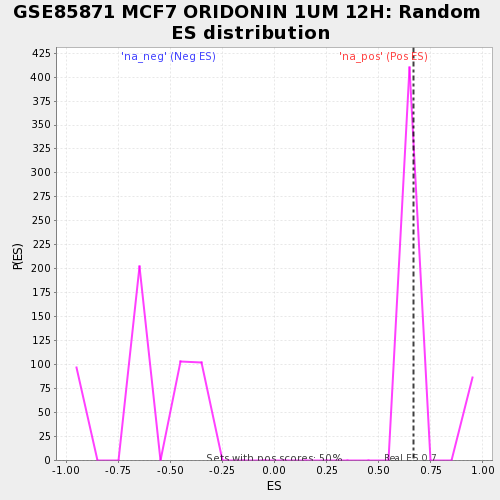 GSE85871 MCF7 ORIDONIN 1UM 12H: Random
ES distribution
'na_neg' (Neg ES)
'na_pos' (Pos ES)
425
400
375
350
325
300
275
250
225
200
175
150
125
100
75
50
25
0
P(ES)
Sets with pos scores: 50%
Real ES 0.7
-1.00 -0.75 -0.50 -0.25 0.00 0.25 0.50 0.75 1.00
ES